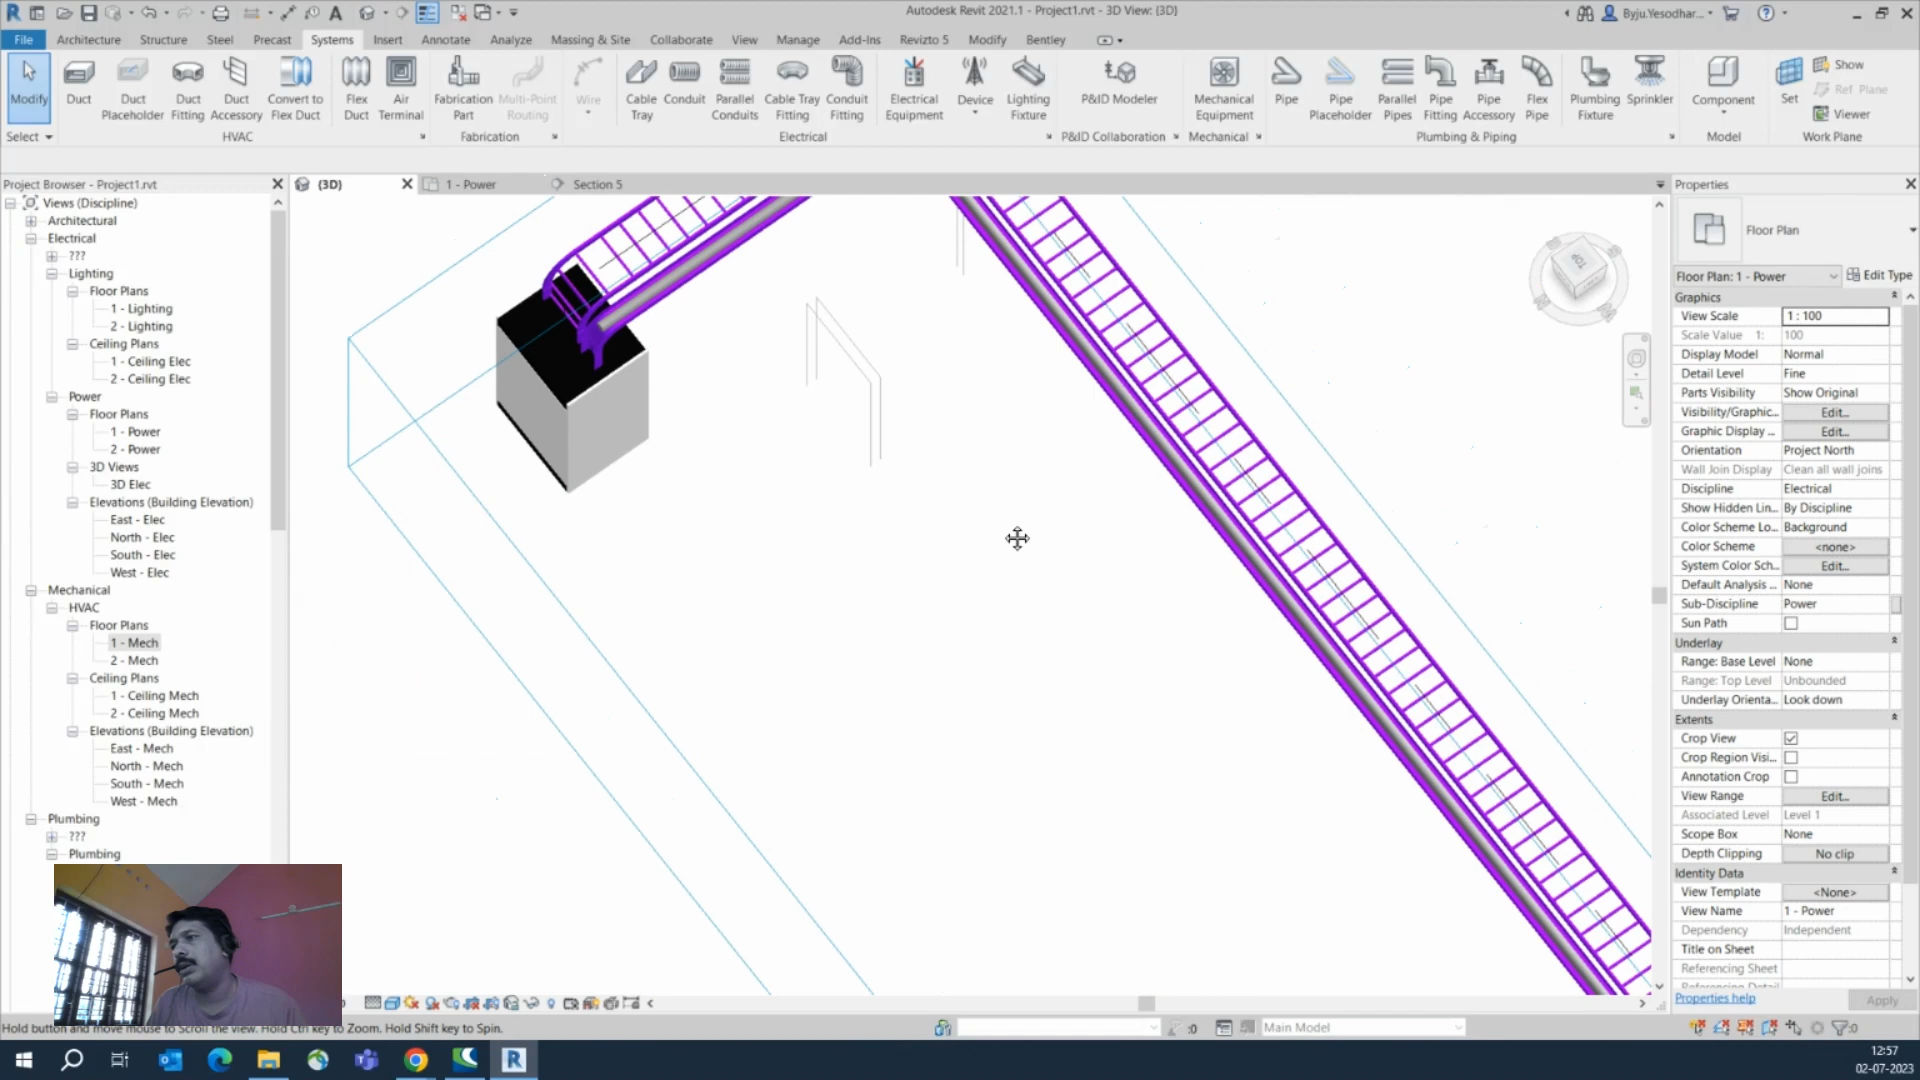 Autodesk Revit 2021.1 - Project1.rvt - 3D View: {3D}
Byju.Yesodhar...
File Architecture Structure Steel Precast Systems Insert Annotate Analyze Massing & Site Collaborate View Manage Add-Ins Revizto 5 Modify Bentley
Modify
Duct
Duct Placeholder
Duct Fitting
Duct Accessory
Convert to Flex Duct
Flex Duct
Air Terminal
Fabrication Part
Multi-Point Routing
Wire
Cable Tray
Conduit
Parallel Conduits
Cable Tray Fitting
Conduit Fitting
Electrical Equipment
Device
Lighting Fixture
P&ID Modeler
Mechanical Equipment
Pipe
Pipe Placeholder
Parallel Pipes
Pipe Fitting
Pipe Accessory
Flex Pipe
Plumbing Fixture
Sprinkler
Component
Set
Show
Ref Plane
Viewer
Select HVAC Fabrication Electrical P&ID Collaboration Mechanical Plumbing & Piping Model Work Plane
Project Browser - Project1.rvt
{3D} 1 - Power Section 5
Views (Discipline)
Architectural
Electrical
???
Lighting
Floor Plans
1 - Lighting
2 - Lighting
Ceiling Plans
1 - Ceiling Elec
2 - Ceiling Elec
Power
Floor Plans
1 - Power
2 - Power
3D Views
3D Elec
Elevations (Building Elevation)
East - Elec
North - Elec
South - Elec
West - Elec
Mechanical
HVAC
Floor Plans
1 - Mech
2 - Mech
Ceiling Plans
1 - Ceiling Mech
2 - Ceiling Mech
Elevations (Building Elevation)
East - Mech
North - Mech
South - Mech
West - Mech
Plumbing
???
Plumbing
TOP
Properties
Floor Plan
Floor Plan: 1 - Power Edit Type
Graphics
View Scale 1 : 100
Scale Value 1: 100
Display Model Normal
Detail Level Fine
Parts Visibility Show Original
Visibility/Graphic... Edit...
Graphic Display ... Edit...
Orientation Project North
Wall Join Display Clean all wall joins
Discipline Electrical
Show Hidden Lin... By Discipline
Color Scheme Lo... Background
Color Scheme <none>
System Color Sch... Edit...
Default Analysis ... None
Sub-Discipline Power
Sun Path
Underlay
Range: Base Level None
Range: Top Level Unbounded
Underlay Orienta... Look down
Extents
Crop View
Crop Region Visi...
Annotation Crop
View Range Edit...
Associated Level Level 1
Scope Box None
Depth Clipping No clip
Identity Data
View Template <None>
View Name 1 - Power
Dependency Independent
Title on Sheet
Referencing Sheet
Properties help Apply
Hold button and move mouse to Scroll the view. Hold Ctrl key to Zoom. Hold Shift key to Spin.
:0 Main Model :0
12:57
02-07-2023